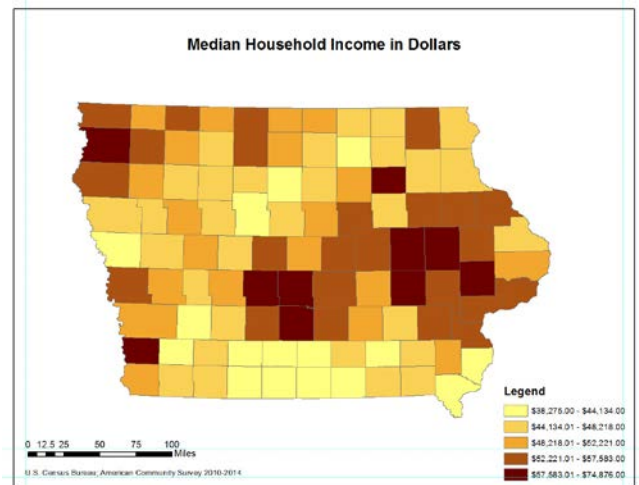 Median Household Income in Dollars
Legend
$38,275.00 - $44,134.00
$44,134.01 - $48,218.00
$48,218.01 - $52,221.00
$52,221.01 - $57,583.00
$57,583.01 - $74,876.00
0 12.5 25 50 75 100
Miles
U.S. Census Bureau, American Community Survey 2010-2014